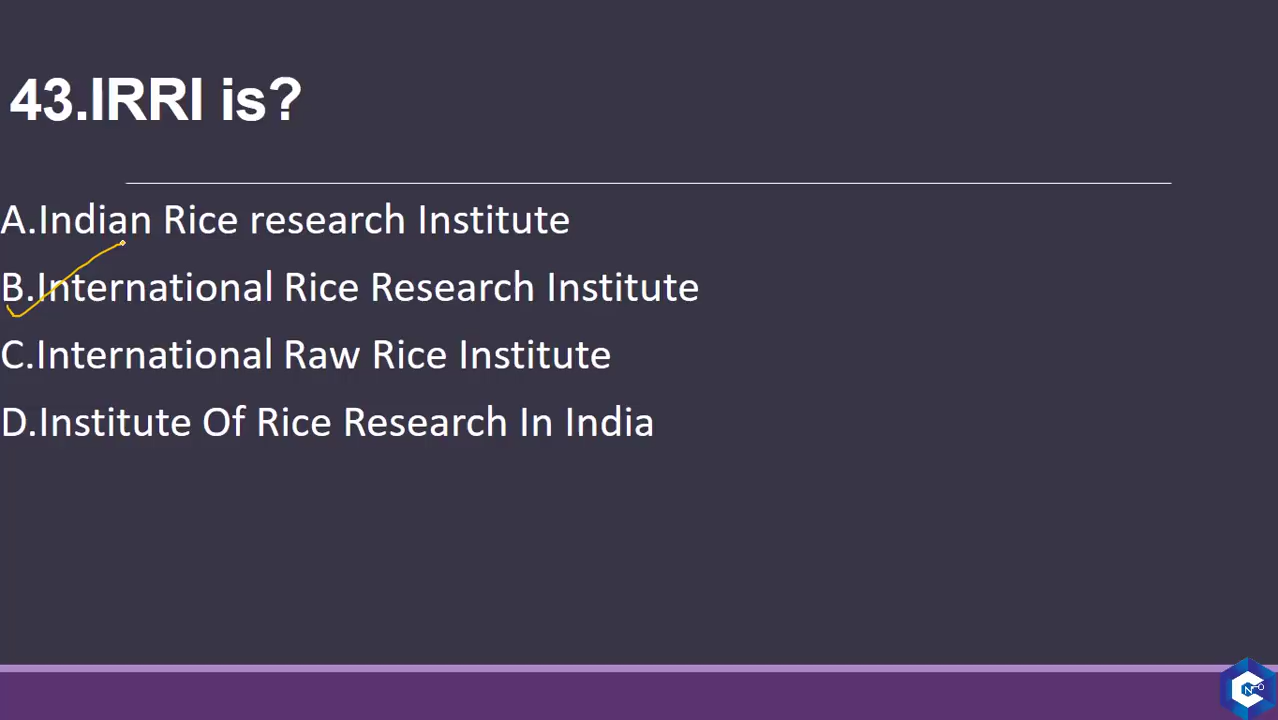 43.IRRI is?
A.Indian Rice research Institute
B.International Rice Research Institute
C.International Raw Rice Institute
D.Institute Of Rice Research In India